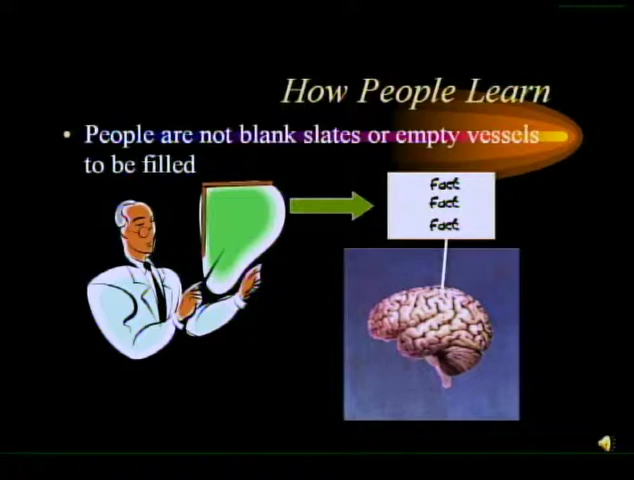 How People Learn
• People are not blank slates or empty vessels
to be filled
Fact
Fact
Fact